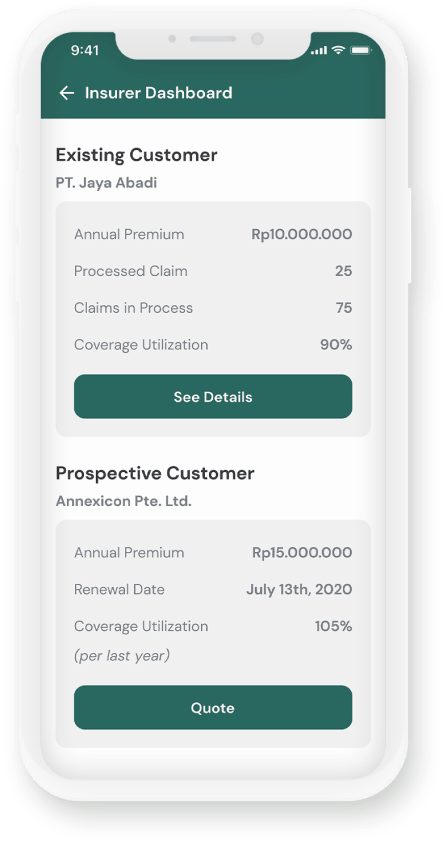 9:41
Insurer Dashboard
Existing Customer
PT. Jaya Abadi
Annual Premium Rp10.000.000
Processed Claim 25
Claims in Process 75
Coverage Utilization 90%
See Details
Prospective Customer
Annexicon Pte. Ltd.
Annual Premium Rp15.000.000
Renewal Date July 13th, 2020
Coverage Utilization 105%
(per last year)
Quote